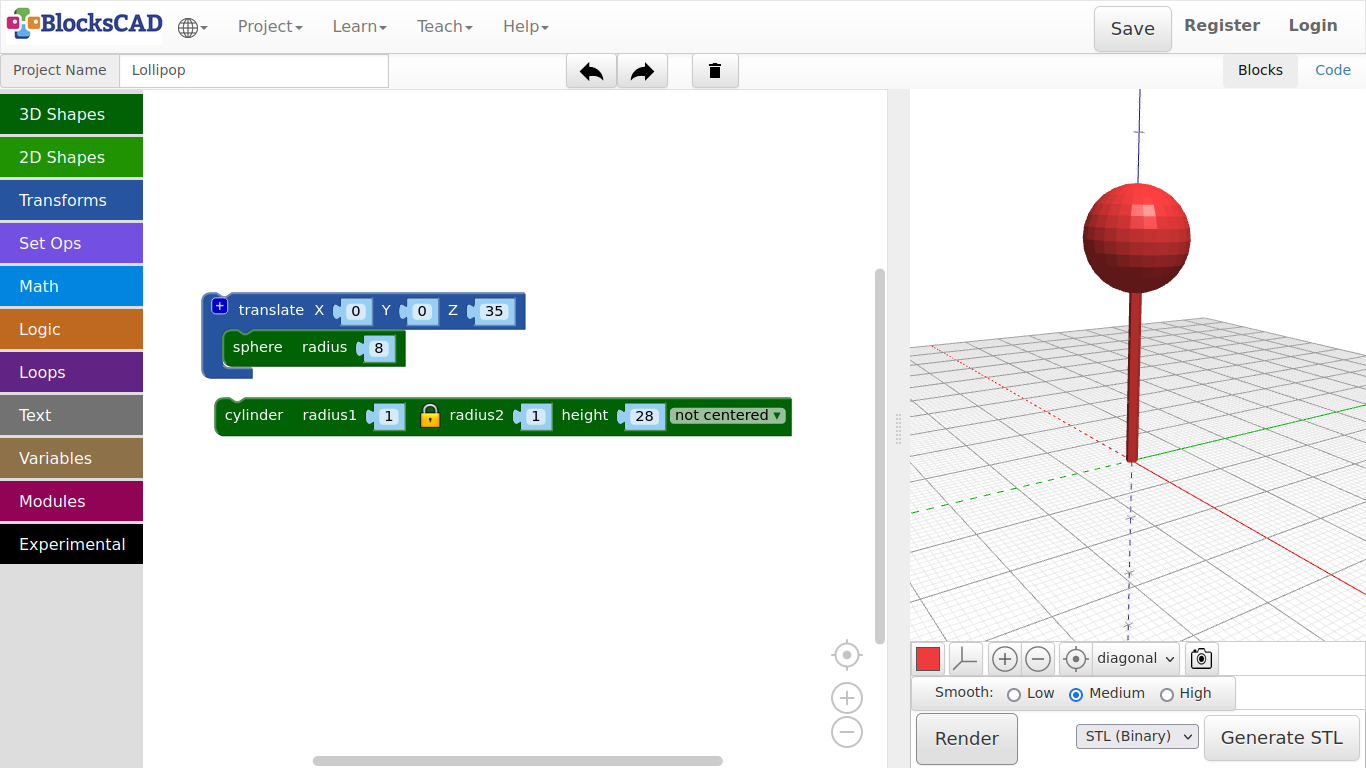 BlocksCAD Project Learn Teach Help Save Register Login
Project Name Lollipop Blocks Code
3D Shapes
2D Shapes
Transforms
Set Ops
Math
Logic
Loops
Text
Variables
Modules
Experimental
+ translate X 0 Y 0 Z 35
sphere radius 8
cylinder radius1 1 radius2 1 height 28 not centered
diagonal
Smooth: Low Medium High
Render STL (Binary) Generate STL